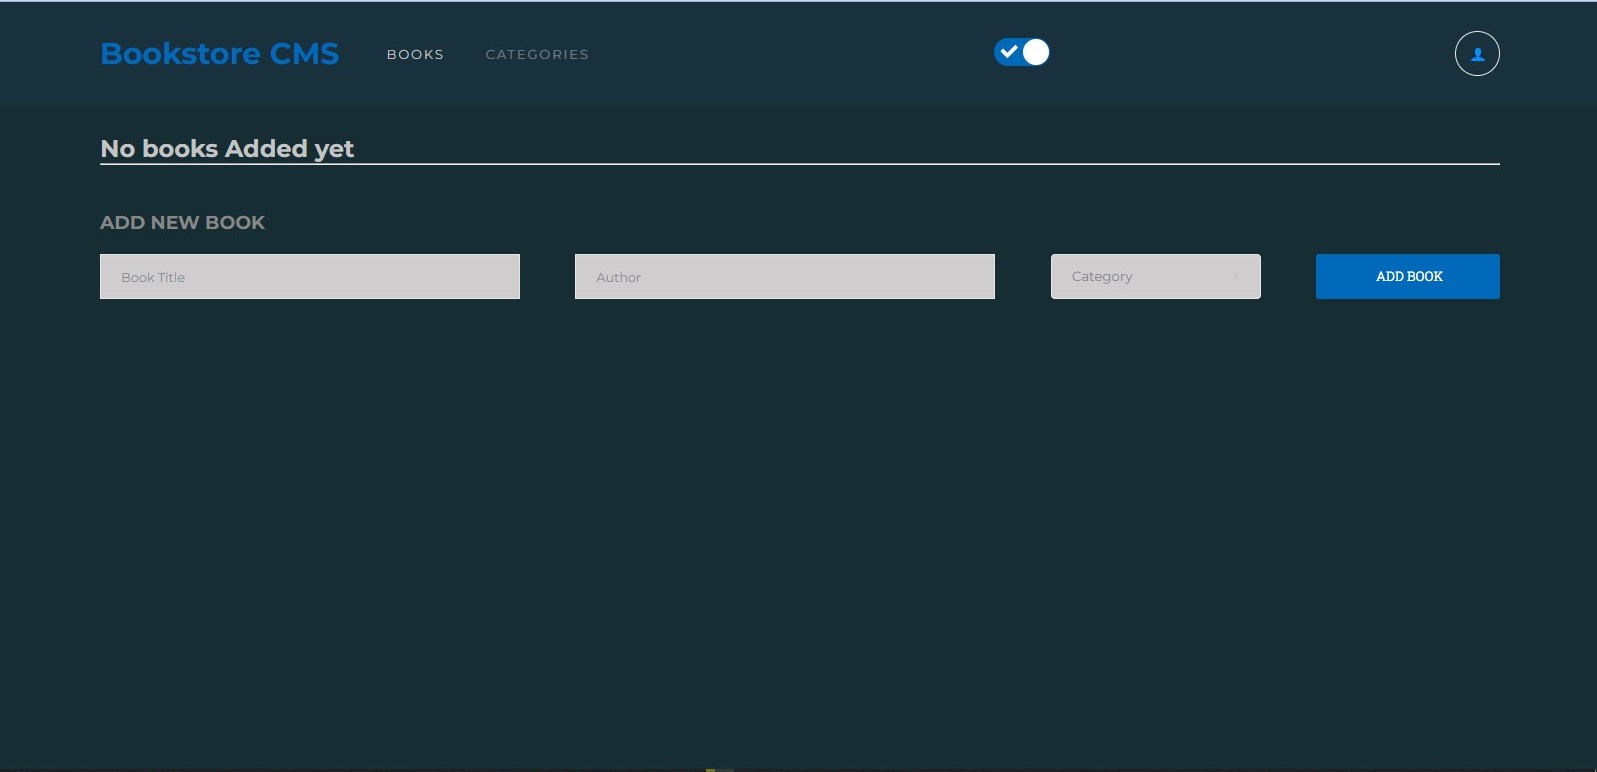 Bookstore CMS BOOKS CATEGORIES
No books Added yet
ADD NEW BOOK
Book Title Author Category ADD BOOK